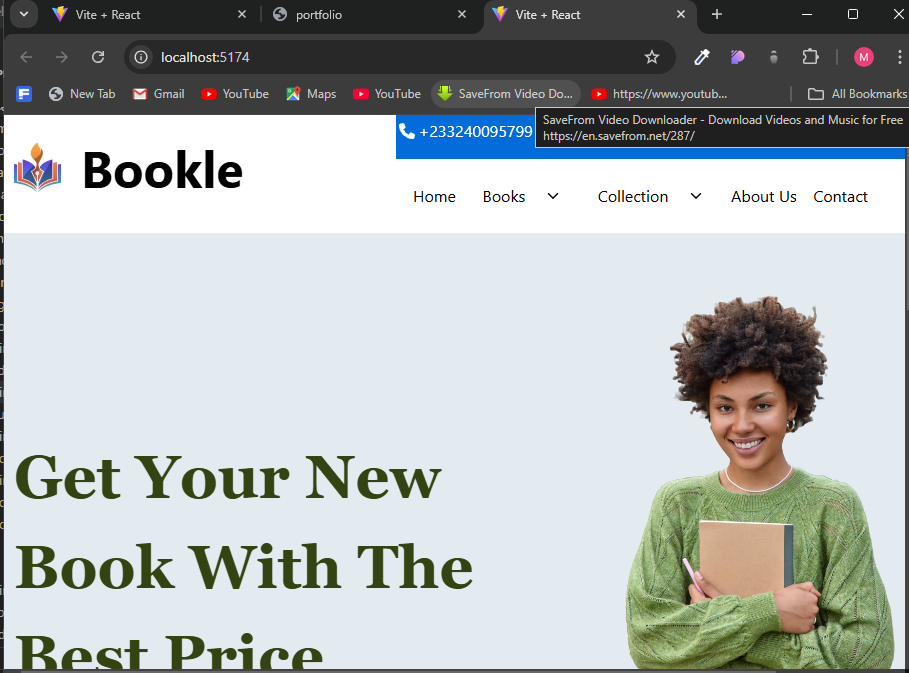 Vite + React
portfolio
Vite + React
localhost:5174
M
New Tab
Gmail
YouTube
Maps
YouTube
SaveFrom Video Do...
https://www.youtub...
All Bookmarks
SaveFrom Video Downloader - Download Videos and Music for Free
https://en.savefrom.net/287/
+233240095799
Bookle
Home
Books
Collection
About Us
Contact
Get Your New
Book With The
Best Price